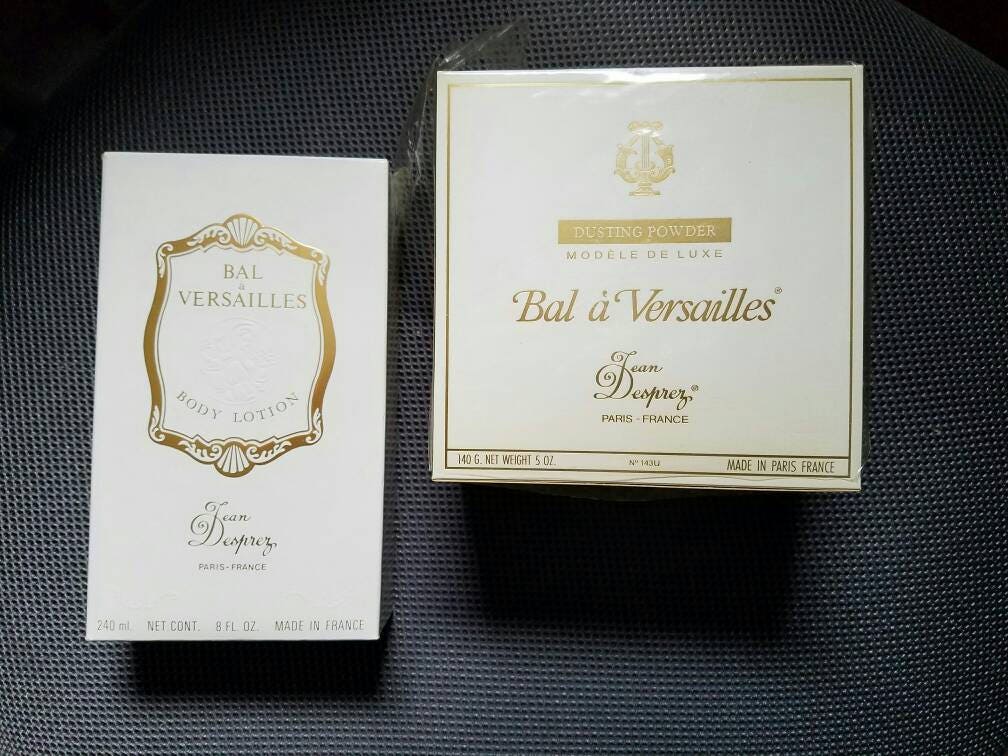 BAL
à
VERSAILLES
BODY LOTION
Jean
Desprez
PARIS-FRANCE
240 ml. NET CONT. 8 FL. OZ. MADE IN FRANCE
DUSTING POWDER
MODÈLE DE LUXE
Bal à Versailles®
Jean
Desprez®
PARIS - FRANCE
140 G. NET WEIGHT 5 OZ. Nº 143U MADE IN PARIS FRANCE